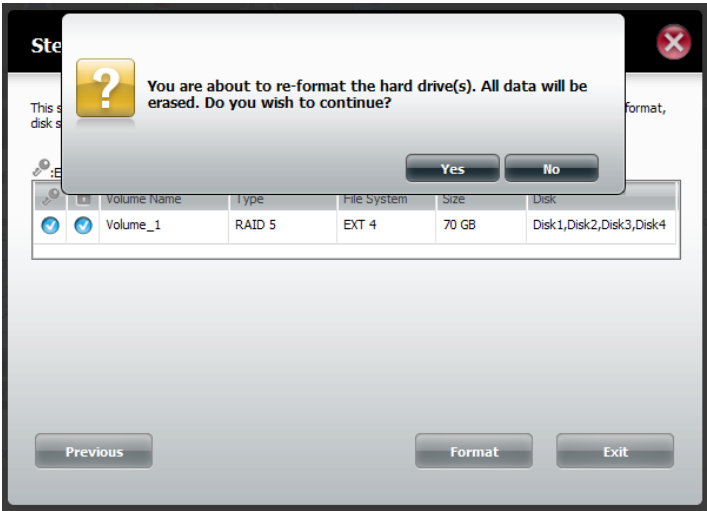 Ste
You are about to re-format the hard drive(s). All data will be
erased. Do you wish to continue?
This s
format,
disk s
Yes
No
:E
Volume Name Type File System Size Disk
Volume_1 RAID 5 EXT 4 70 GB Disk1,Disk2,Disk3,Disk4
Previous
Format
Exit